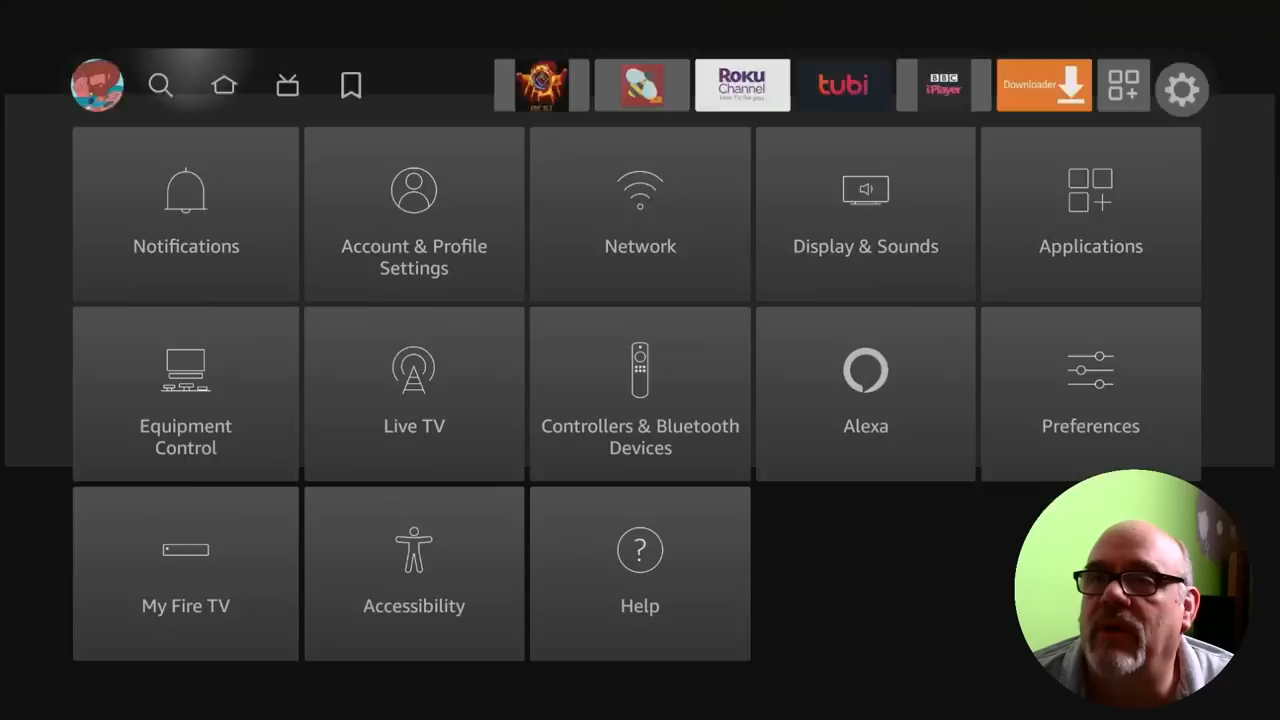 Roku
Channel
tubi
BBC
iPlayer
Downloader
Notifications
Account & Profile
Settings
Network
Display & Sounds
Applications
Equipment
Control
Live TV
Controllers & Bluetooth
Devices
Alexa
Preferences
My Fire TV
Accessibility
Help